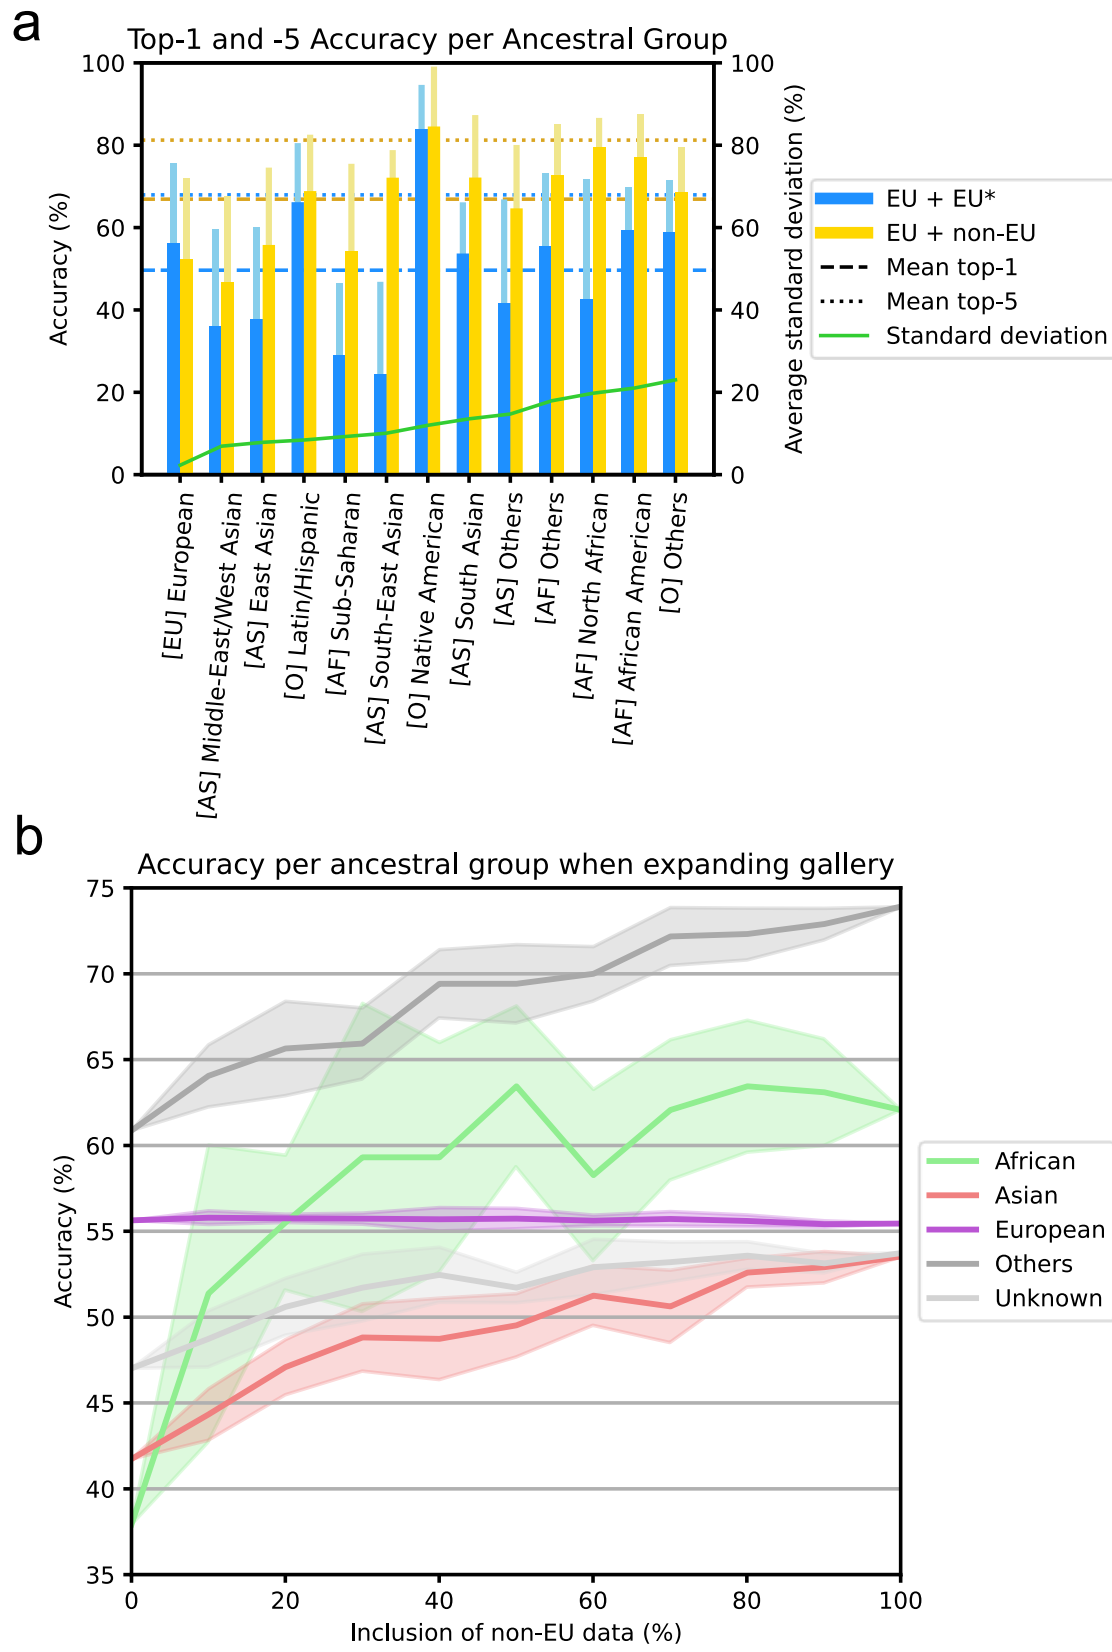 a
Top-1 and -5 Accuracy per Ancestral Group
100
80
60
40
20
0
Accuracy (%)
100
80
60
40
20
0
Average standard deviation (%)
EU + EU*
EU + non-EU
Mean top-1
Mean top-5
Standard deviation
[EU] European
[AS] Middle-East/West Asian
[AS] East Asian
[O] Latin/Hispanic
[AF] Sub-Saharan
[AS] South-East Asian
[O] Native American
[AS] South Asian
[AS] Others
[AF] Others
[AF] North African
[AF] African American
[O] Others
b
Accuracy per ancestral group when expanding gallery
75
70
65
60
55
50
45
40
35
Accuracy (%)
0 20 40 60 80 100
Inclusion of non-EU data (%)
African
Asian
European
Others
Unknown